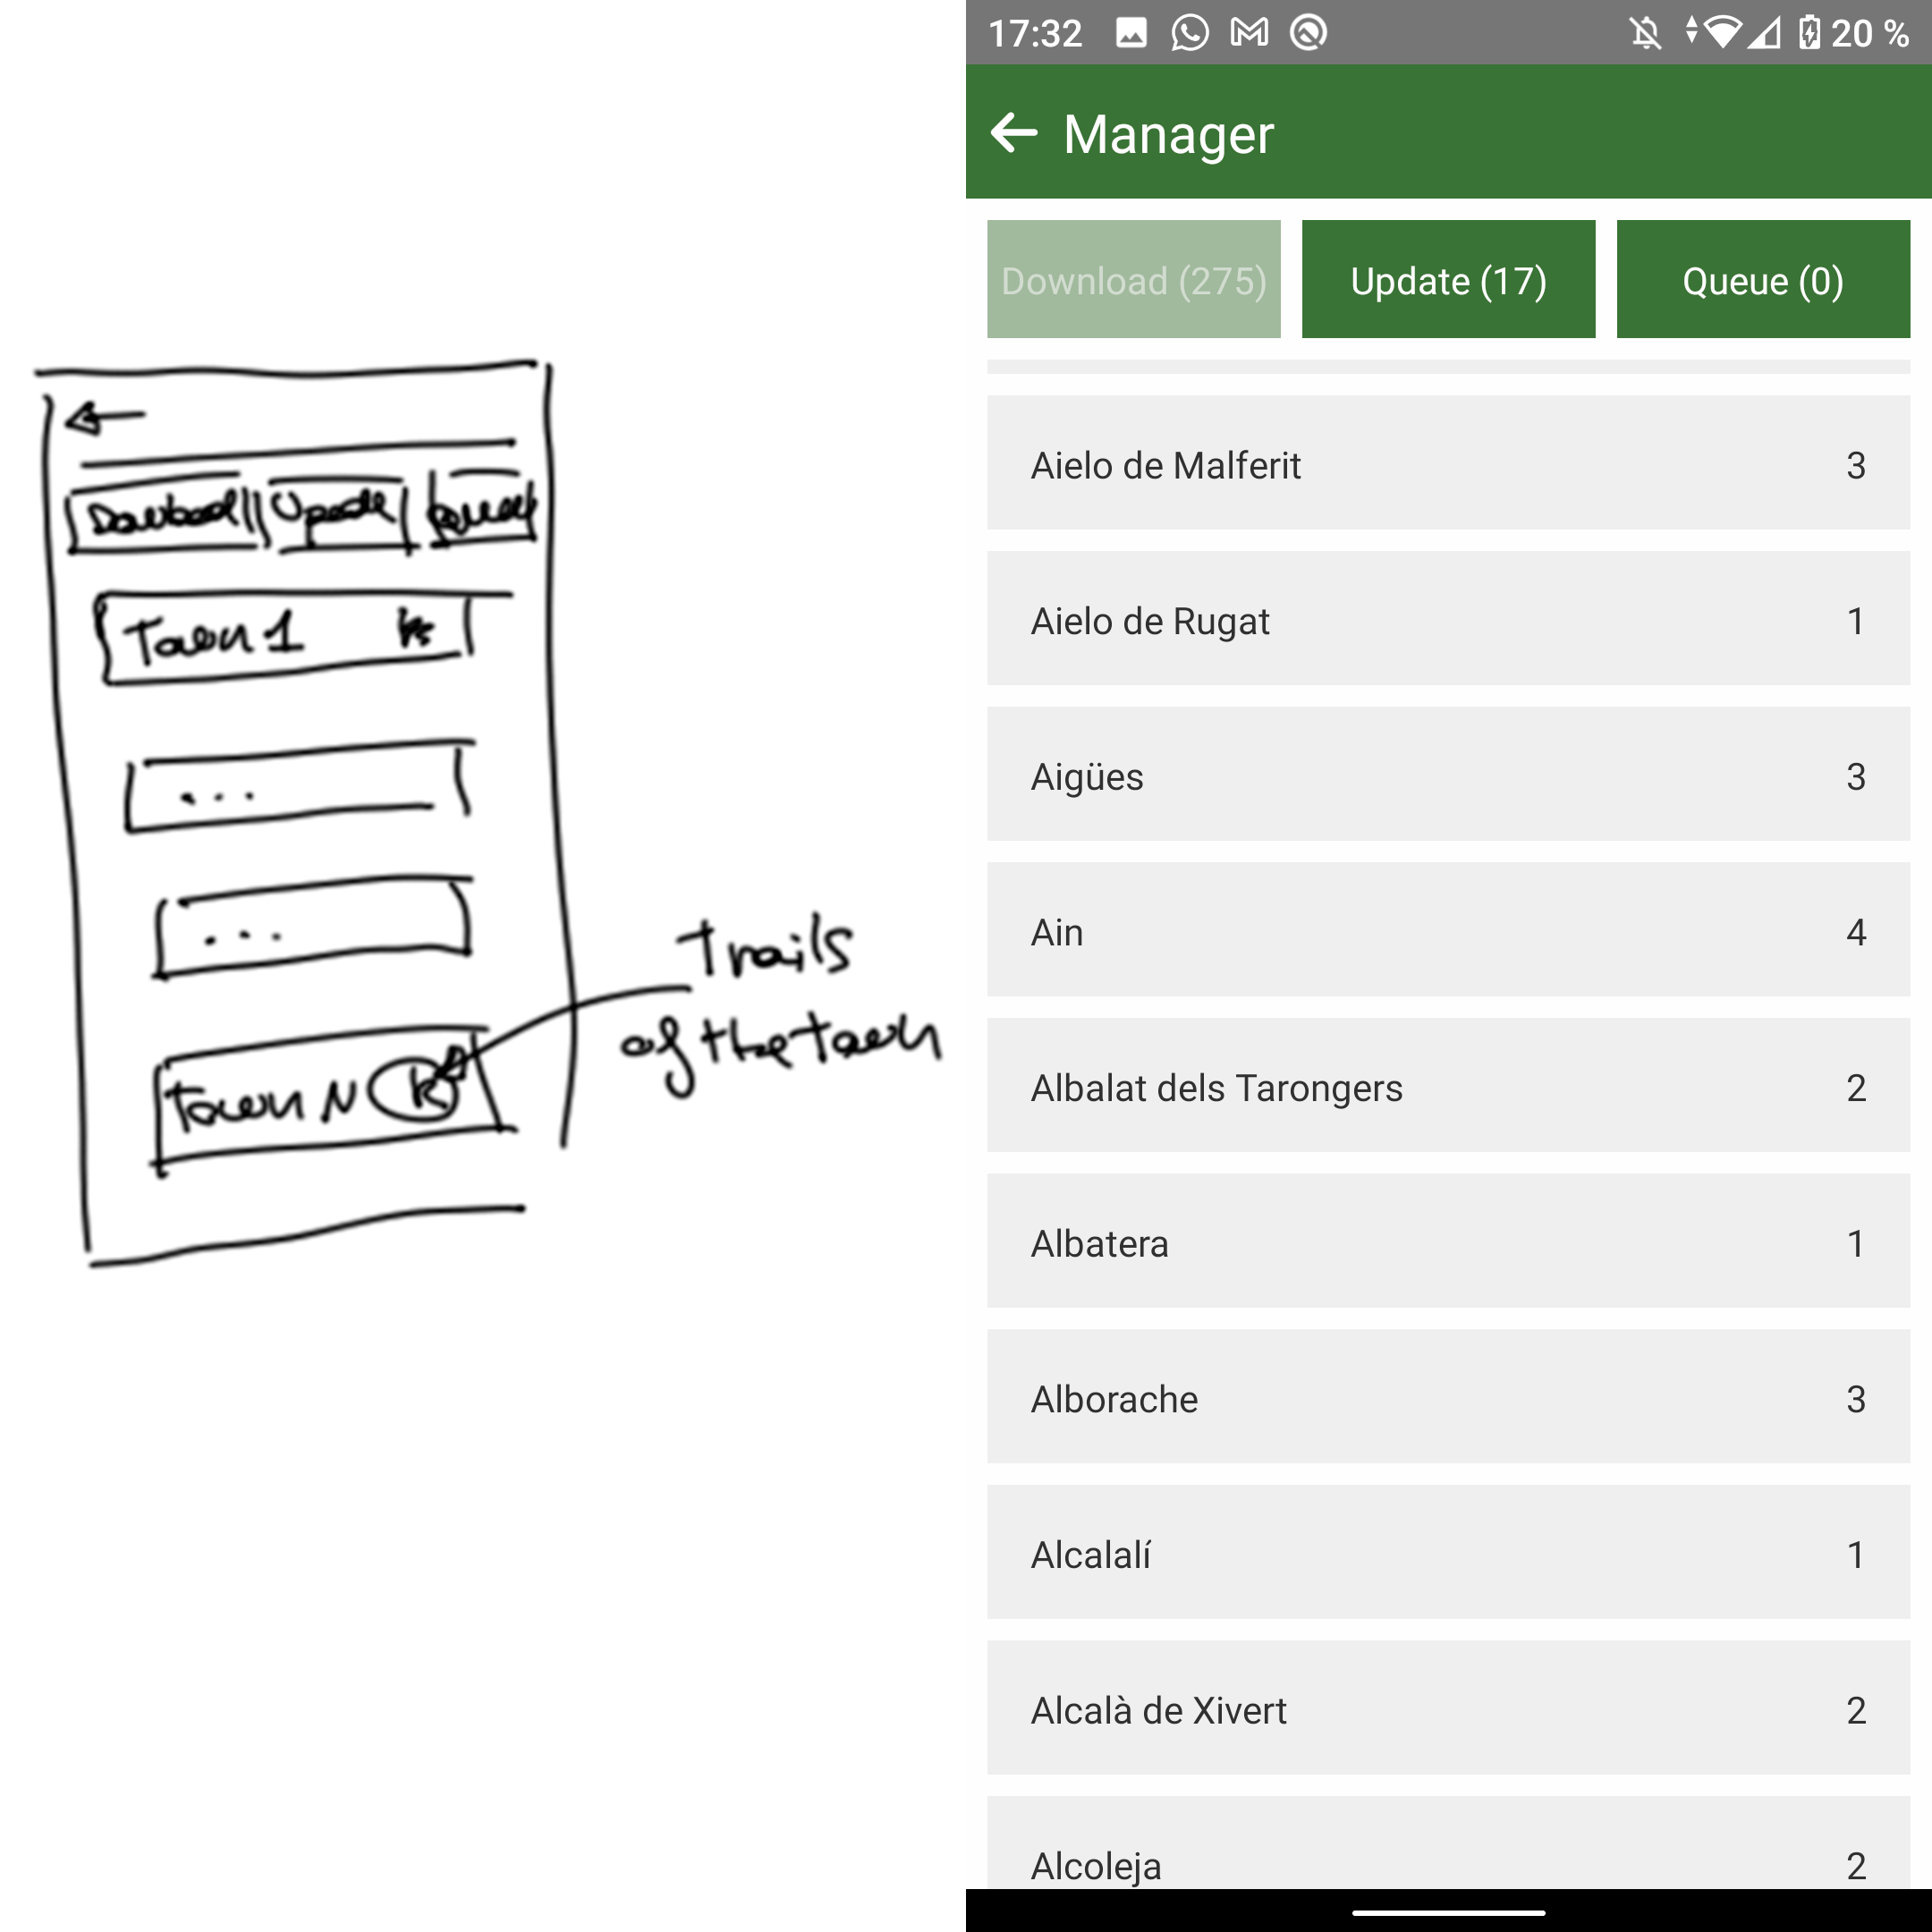 Download
Update
Queue
Town 1 k
...
...
Town N k
Trails
of the town
17:32
20 %
Manager
Download (275)
Update (17)
Queue (0)
Aielo de Malferit 3
Aielo de Rugat 1
Aigües 3
Ain 4
Albalat dels Tarongers 2
Albatera 1
Alborache 3
Alcalalí 1
Alcalà de Xivert 2
Alcoleja 2